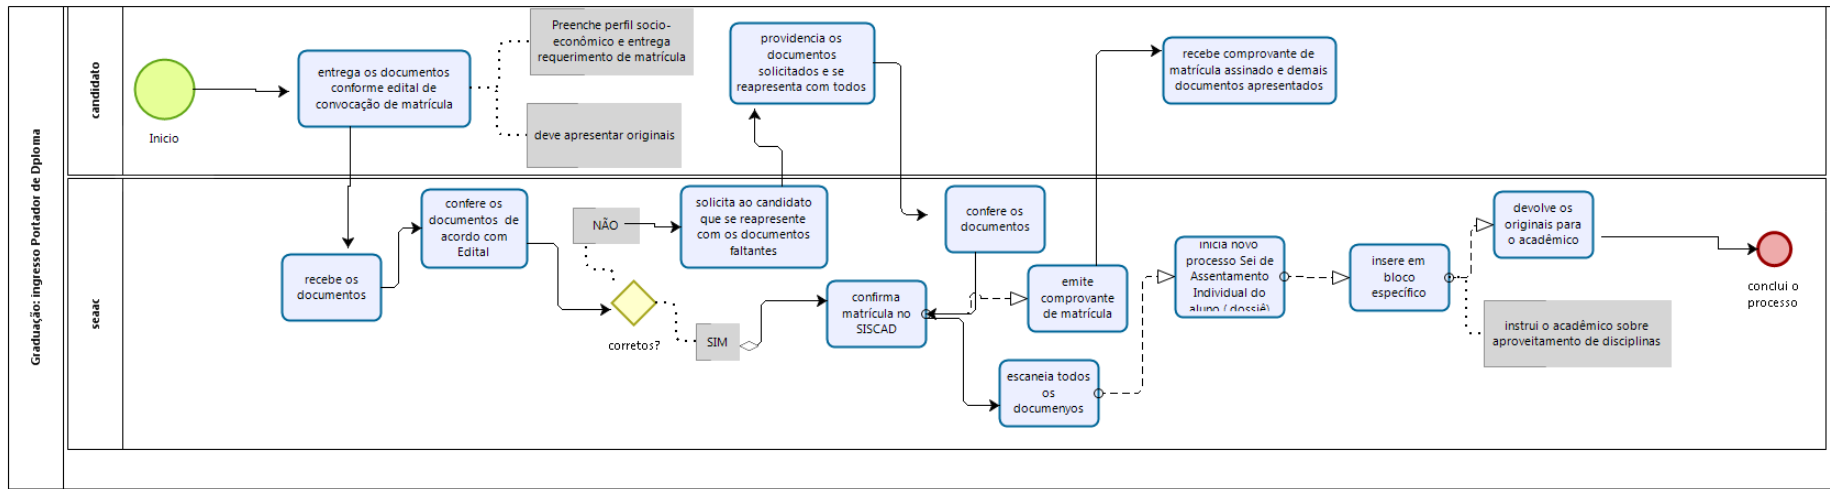 Graduação: ingresso Portador de Dploma
candidato
Inicio
entrega os documentos
conforme edital de
convocação de matrícula
Preenche perfil socio-
econômico e entrega
requerimento de matrícula
deve apresentar originais
providencia os
documentos
solicitados e se
reapresenta com todos
recebe comprovante de
matrícula assinado e demais
documentos apresentados
seaac
recebe os
documentos
confere os
documentos de
acordo com
Edital
corretos?
NÃO
SIM
solicita ao candidato
que se reapresente
com os documentos
faltantes
confirma
matrícula no
SISCAD
confere os
documentos
emite
comprovante
de matrícula
escaneia todos
os
documenyos
inicia novo
processo Sei de
Assentamento
Individual do
aluno ( dossiê)
insere em
bloco
específico
devolve os
originais para
o acadêmico
instrui o acadêmico sobre
aproveitamento de disciplinas
conclui o
processo